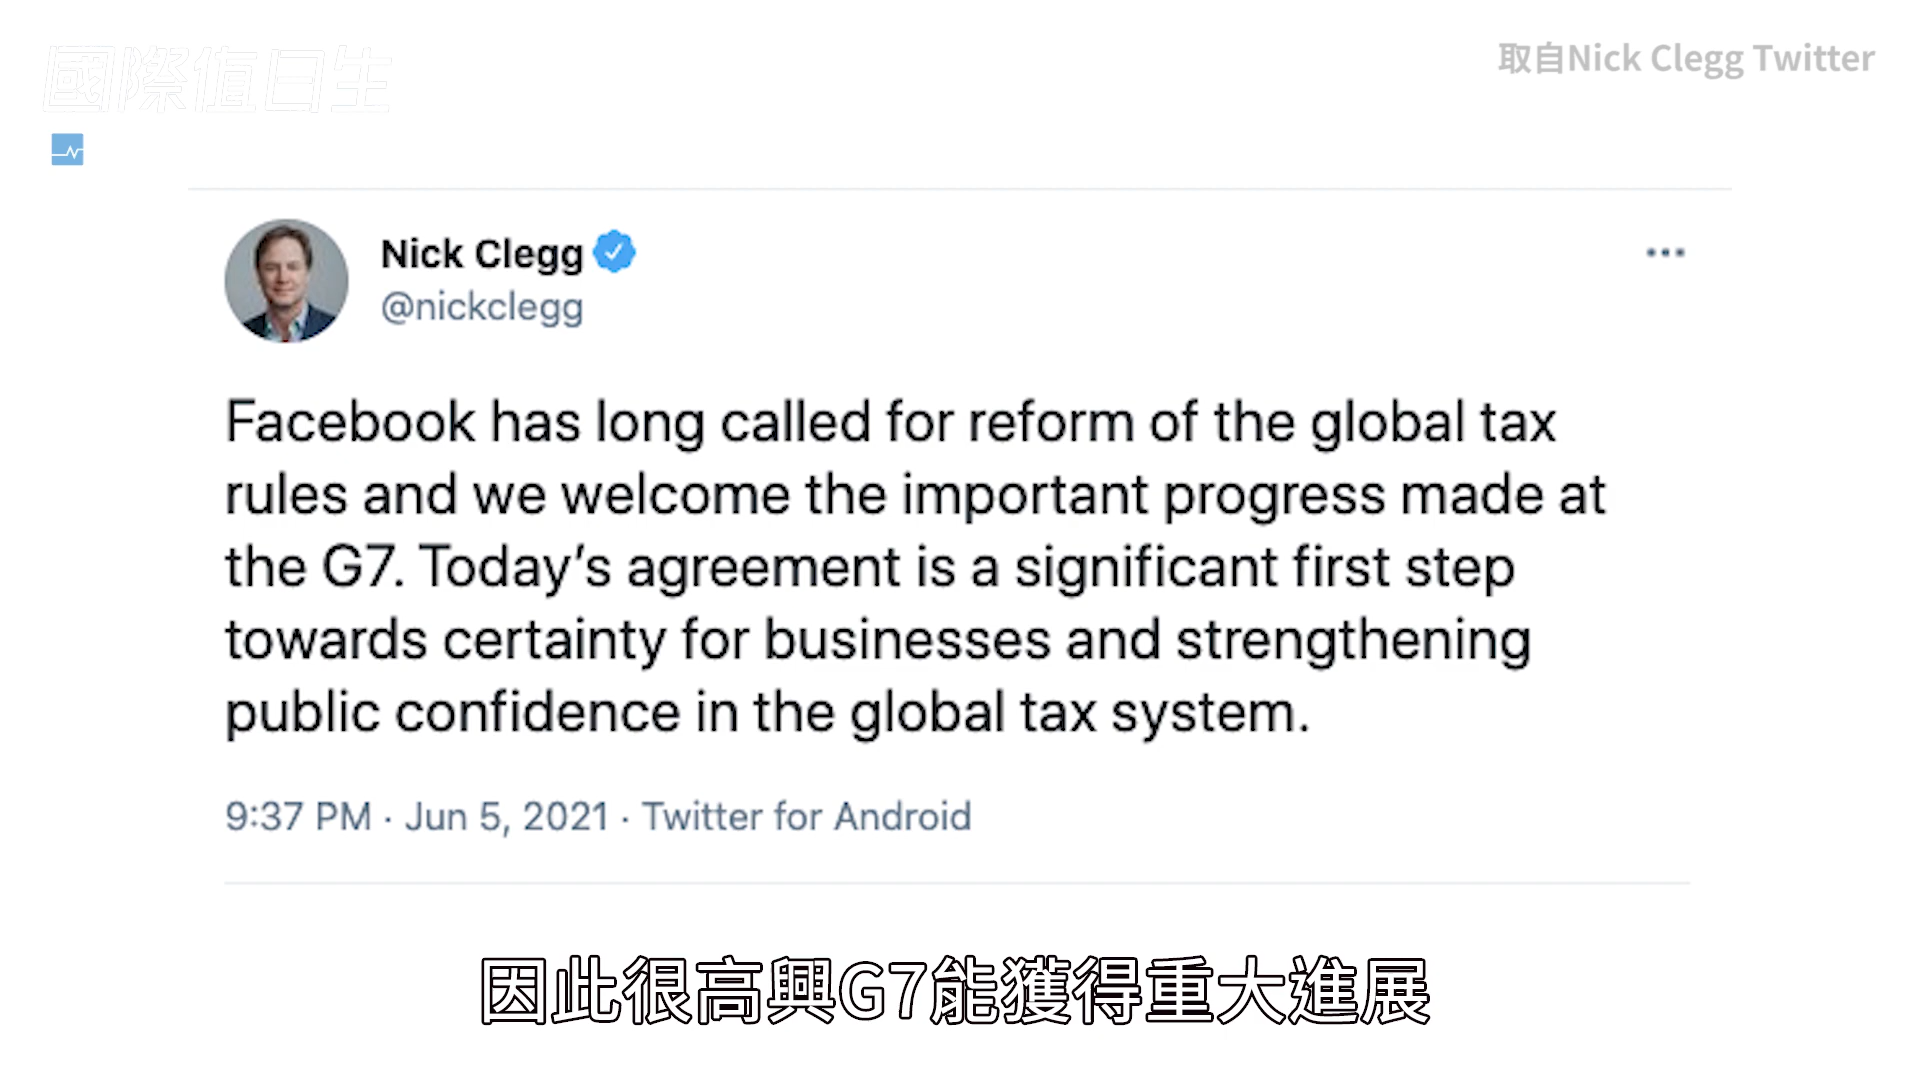 國際值日生
取自Nick Clegg Twitter
Nick Clegg
@nickclegg
Facebook has long called for reform of the global tax
rules and we welcome the important progress made at
the G7. Today’s agreement is a significant first step
towards certainty for businesses and strengthening
public confidence in the global tax system.
9:37 PM · Jun 5, 2021 · Twitter for Android
因此很高興G7能獲得重大進展